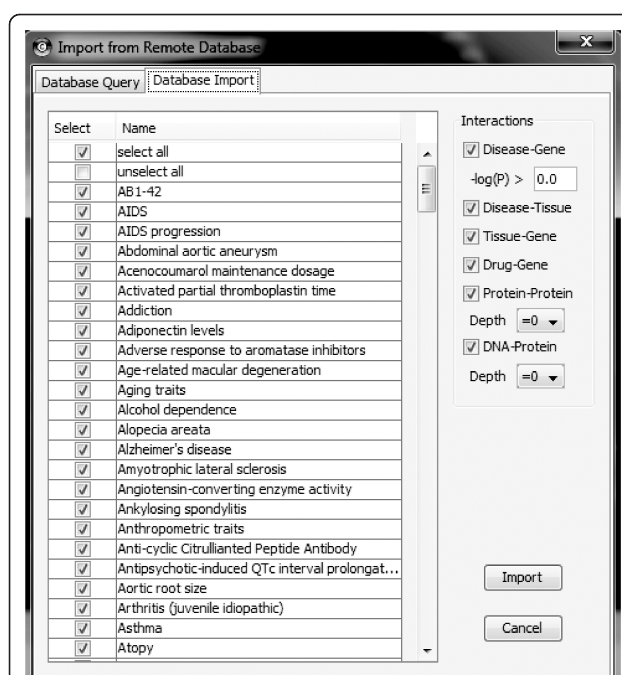 Import from Remote Database
Database Query Database Import
Select Name
select all
unselect all
AB1-42
AIDS
AIDS progression
Abdominal aortic aneurysm
Acenocoumarol maintenance dosage
Activated partial thromboplastin time
Addiction
Adiponectin levels
Adverse response to aromatase inhibitors
Age-related macular degeneration
Aging traits
Alcohol dependence
Alopecia areata
Alzheimer's disease
Amyotrophic lateral sclerosis
Angiotensin-converting enzyme activity
Ankylosing spondylitis
Anthropometric traits
Anti-cyclic Citrullianted Peptide Antibody
Antipsychotic-induced QTc interval prolongat...
Aortic root size
Arthritis (juvenile idiopathic)
Asthma
Atopy
Interactions
Disease-Gene
-log(P) > 0.0
Disease-Tissue
Tissue-Gene
Drug-Gene
Protein-Protein
Depth =0
DNA-Protein
Depth =0
Import
Cancel